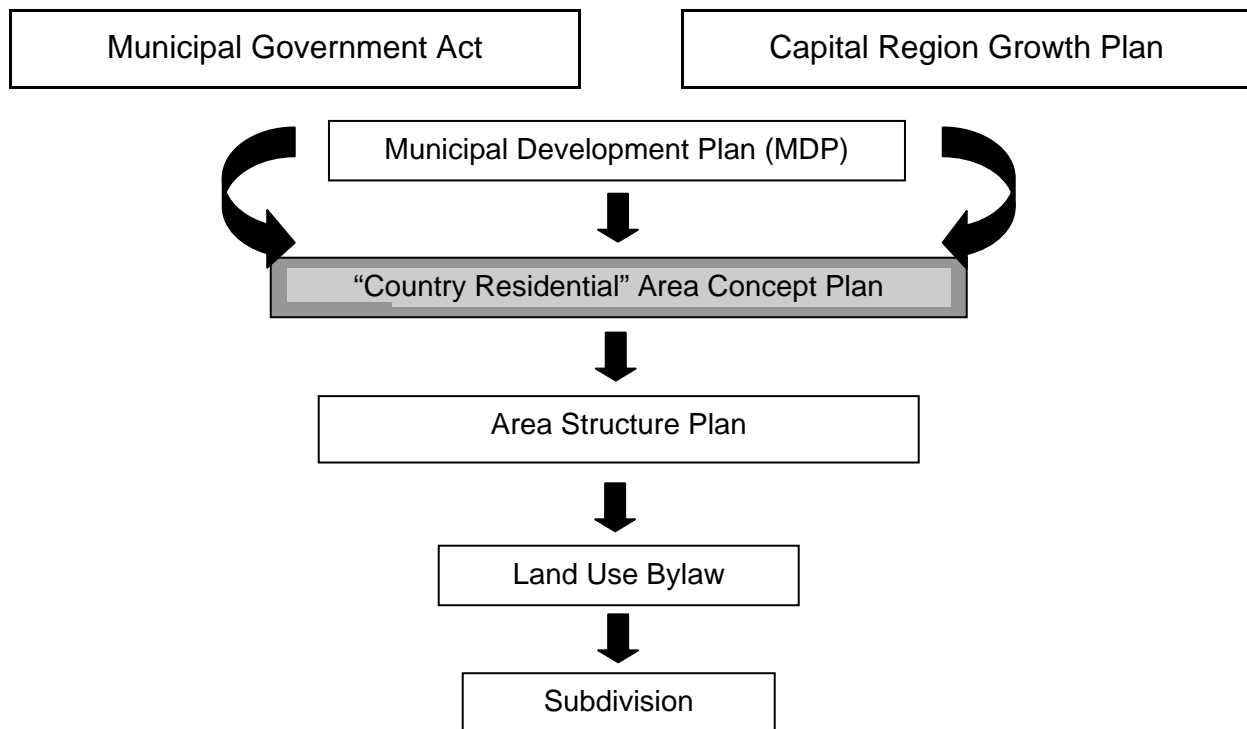 Municipal Government Act
Capital Region Growth Plan
Municipal Development Plan (MDP)
“Country Residential” Area Concept Plan
Area Structure Plan
Land Use Bylaw
Subdivision